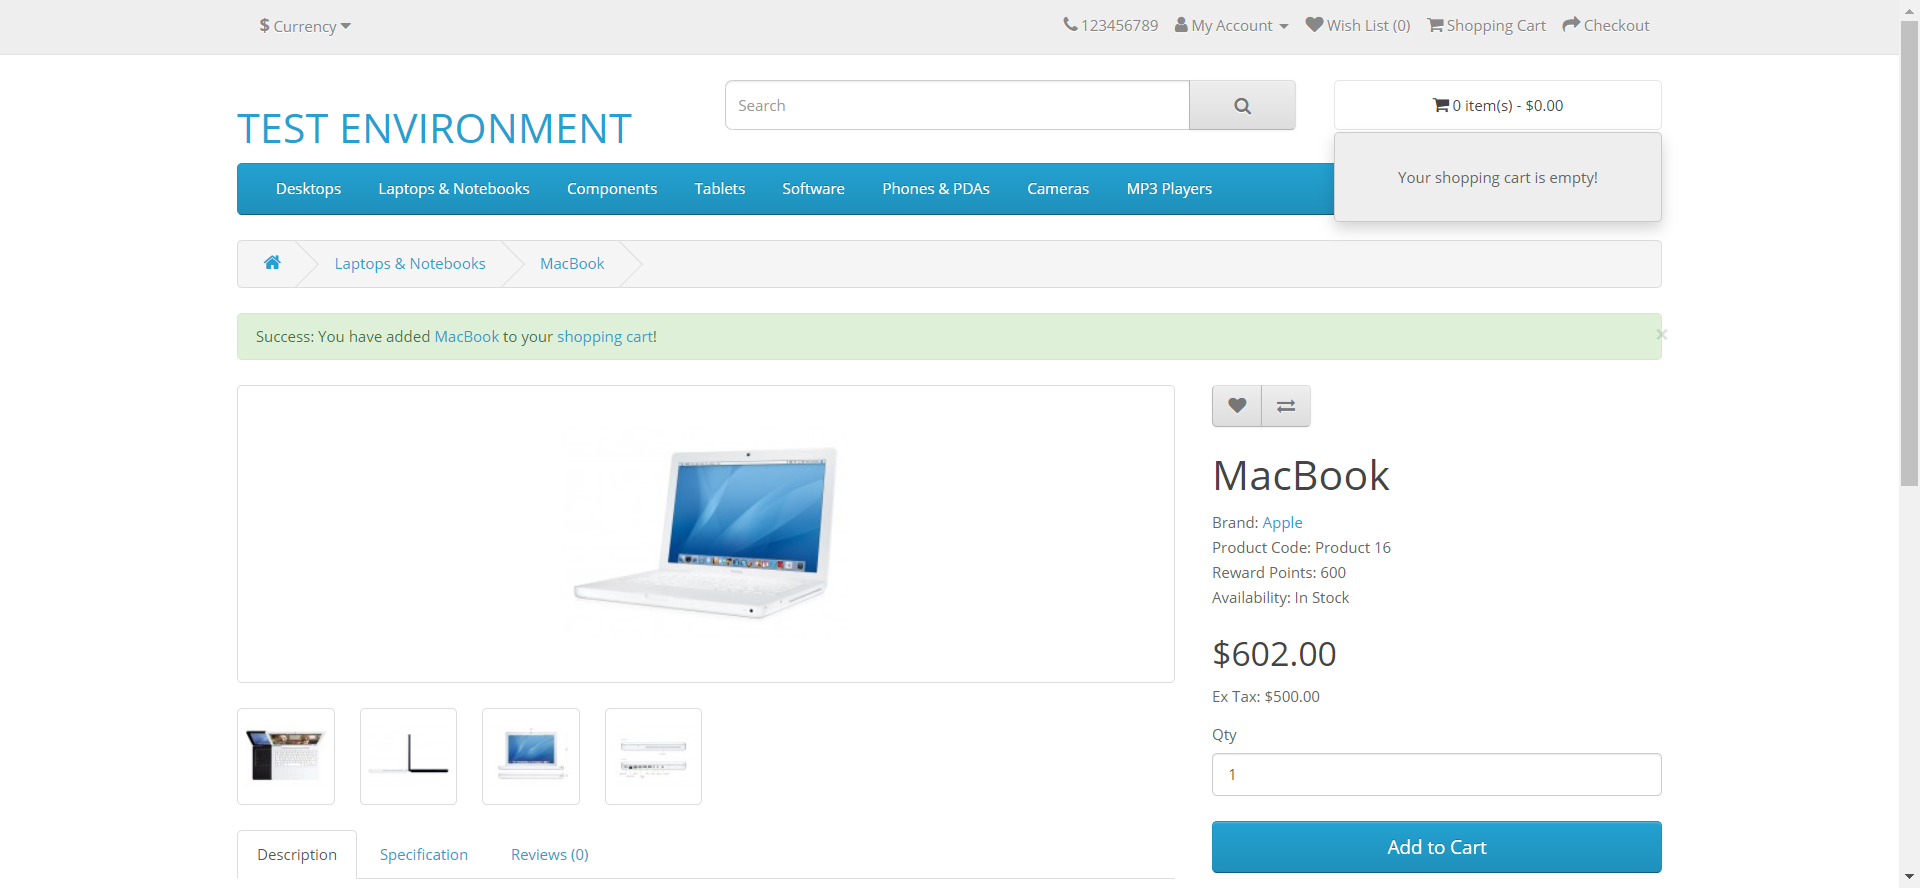 $ Currency
123456789 My Account Wish List (0) Shopping Cart Checkout
TEST ENVIRONMENT
Search
0 item(s) - $0.00
Your shopping cart is empty!
Desktops Laptops & Notebooks Components Tablets Software Phones & PDAs Cameras MP3 Players
Laptops & Notebooks MacBook
Success: You have added MacBook to your shopping cart!
×
MacBook
Brand: Apple
Product Code: Product 16
Reward Points: 600
Availability: In Stock
$602.00
Ex Tax: $500.00
Qty
1
Add to Cart
Description Specification Reviews (0)